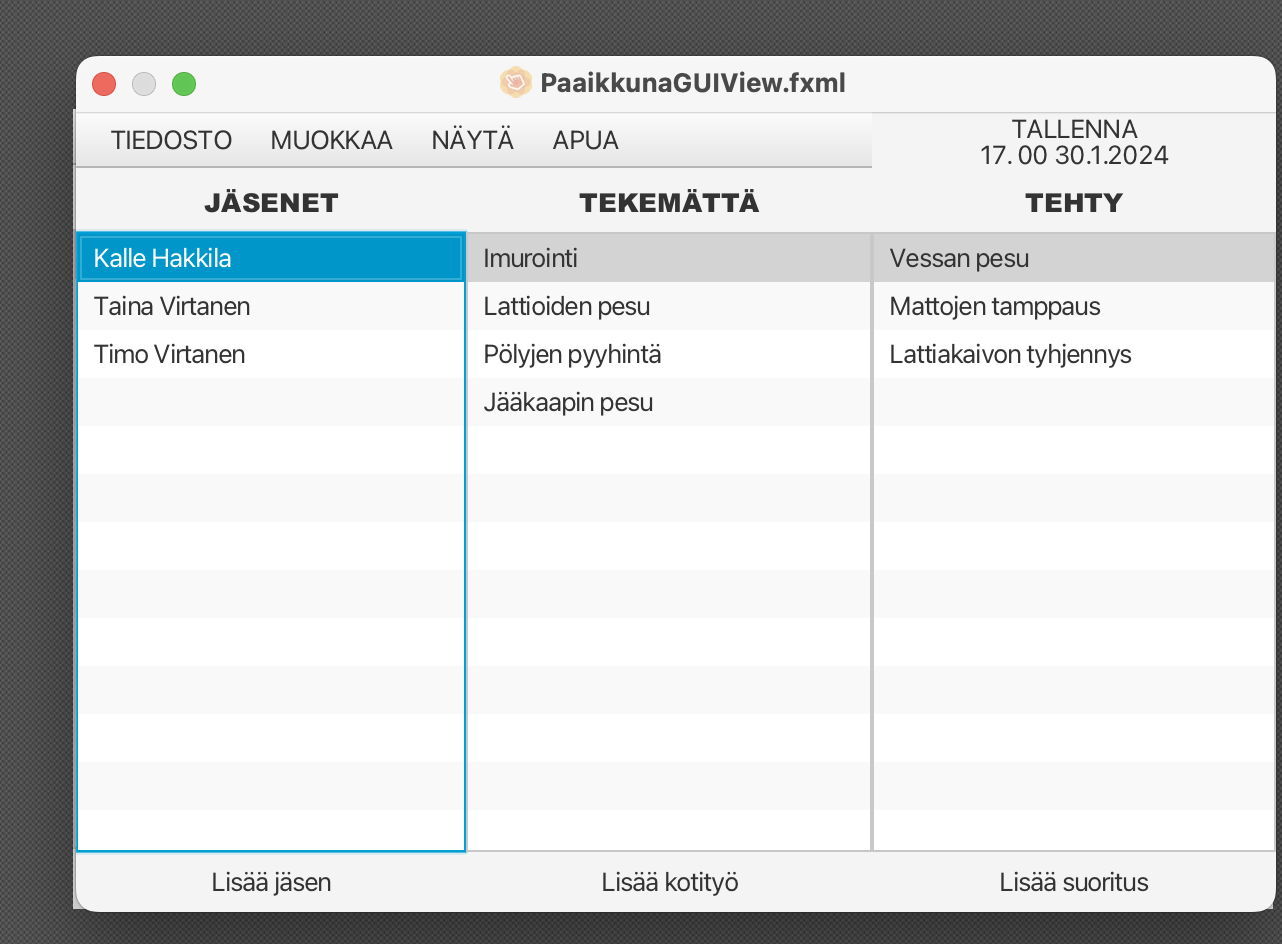 PaaikkunaGUIView.fxml
TIEDOSTO MUOKKAA NÄYTÄ APUA
TALLENNA
17. 00 30.1.2024
JÄSENET TEKEMÄTTÄ TEHTY
Kalle Hakkila Imurointi Vessan pesu
Taina Virtanen Lattioiden pesu Mattojen tamppaus
Timo Virtanen Pölyjen pyyhintä Lattiakaivon tyhjennys
Jääkaapin pesu
Lisää jäsen Lisää kotityö Lisää suoritus